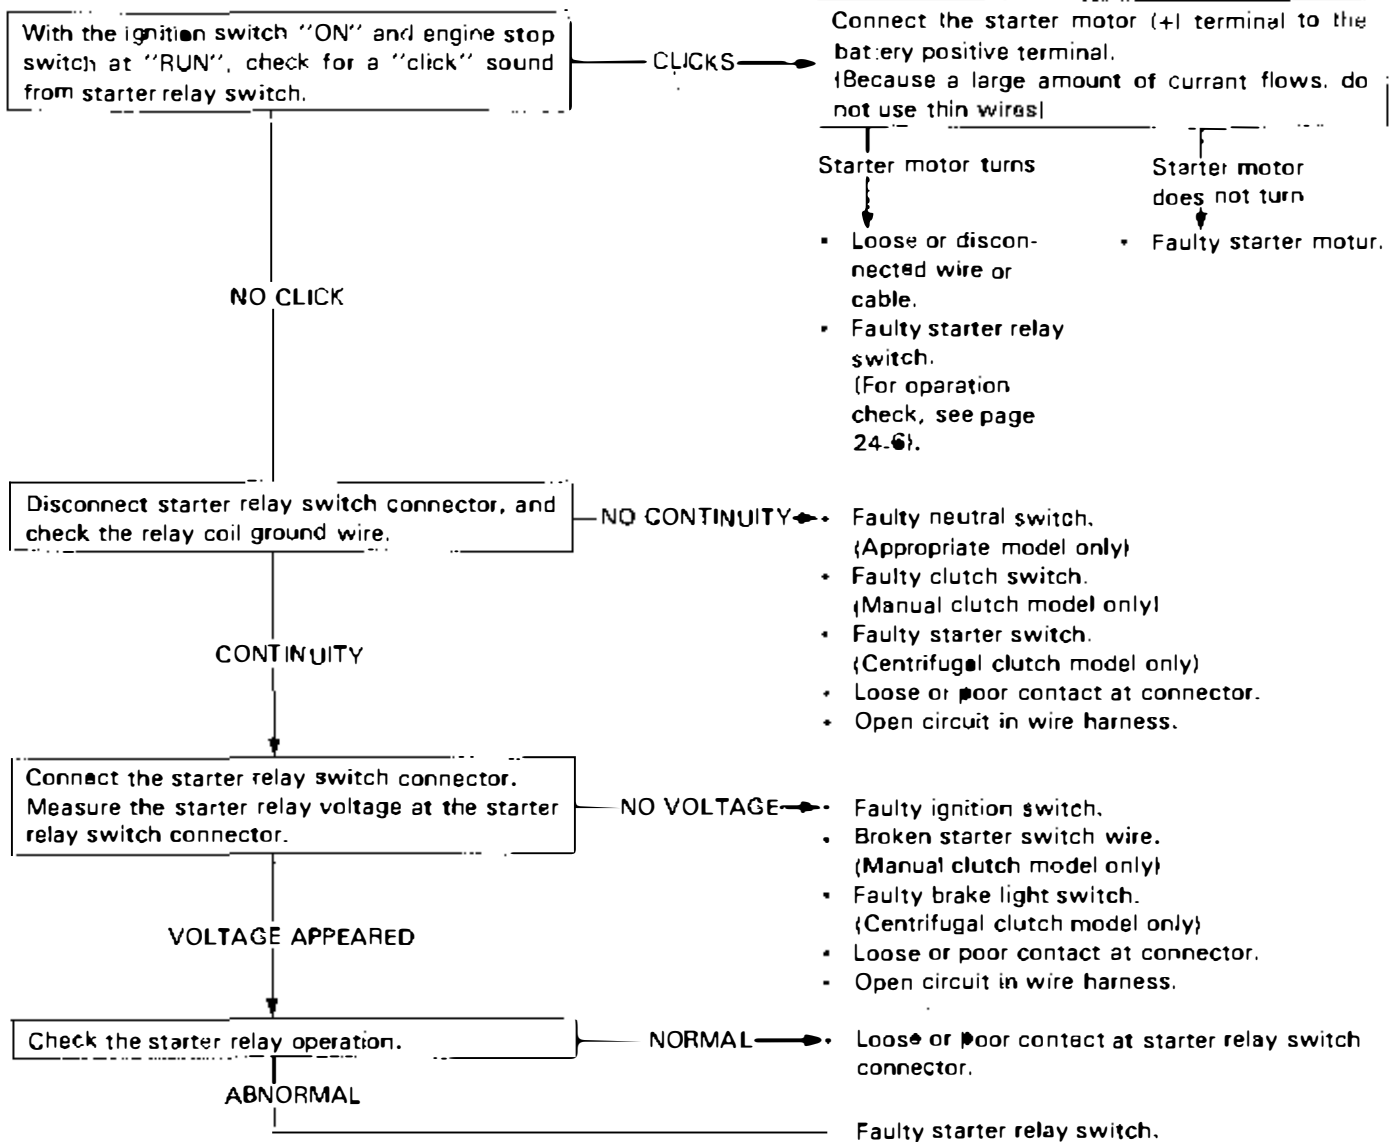 With the ignition switch "ON" and engine stop
switch at "RUN", check for a "click" sound
from starter relay switch.
CLICKS
Connect the starter motor (+) terminal to the
battery positive terminal.
(Because a large amount of currant flows, do
not use thin wires)
Starter motor turns
Starter motor
does not turn
• Loose or discon-
nected wire or
cable.
• Faulty starter relay
switch.
(For oparation
check, see page
24-6).
• Faulty starter motur.
NO CLICK
Disconnect starter relay switch connector, and
check the relay coil ground wire.
NO CONTINUITY
• Faulty neutral switch.
(Appropriate model only)
• Faulty clutch switch.
(Manual clutch model only)
• Faulty starter switch.
(Centrifugal clutch model only)
• Loose or poor contact at connector.
• Open circuit in wire harness.
CONTINUITY
Connect the starter relay switch connector.
Measure the starter relay voltage at the starter
relay switch connector.
NO VOLTAGE
• Faulty ignition switch.
• Broken starter switch wire.
(Manual clutch model only)
• Faulty brake light switch.
(Centrifugal clutch model only)
• Loose or poor contact at connector.
• Open circuit in wire harness.
VOLTAGE APPEARED
Check the starter relay operation.
NORMAL
• Loose or poor contact at starter relay switch
connector.
ABNORMAL
Faulty starter relay switch.